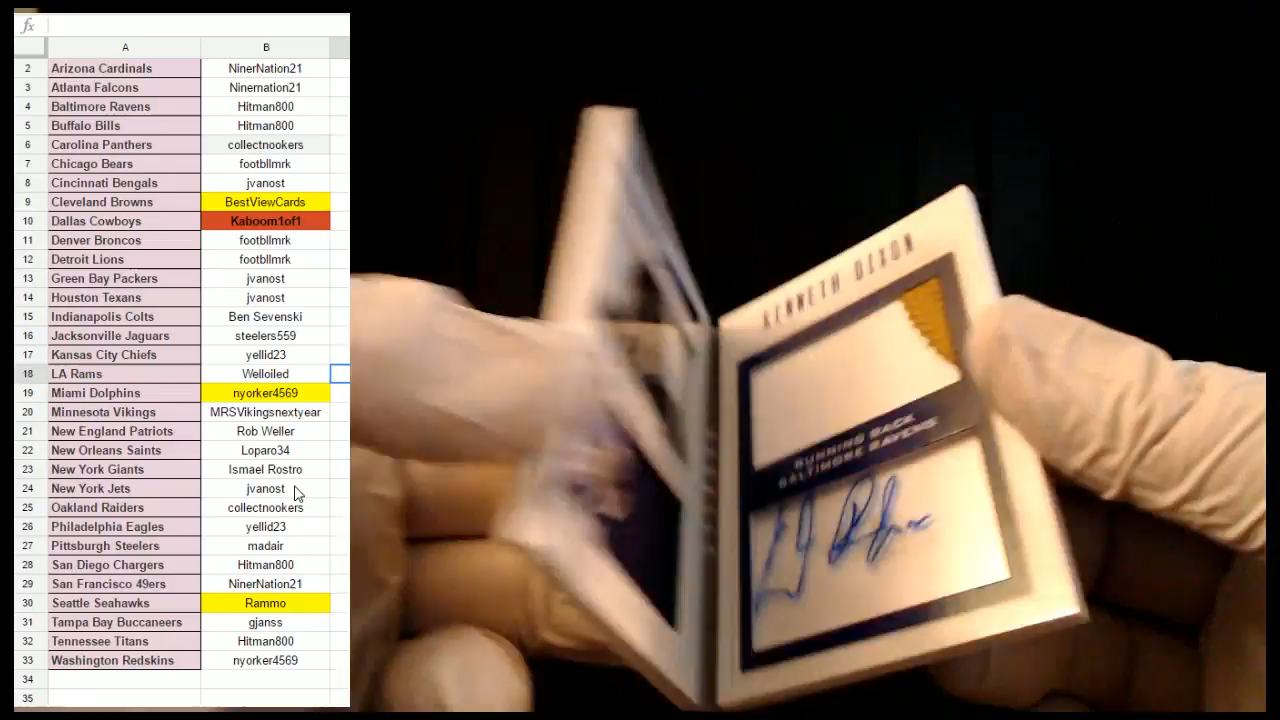 fx
A B
2 Arizona Cardinals NinerNation21
3 Atlanta Falcons Ninernation21
4 Baltimore Ravens Hitman800
5 Buffalo Bills Hitman800
6 Carolina Panthers collectnookers
7 Chicago Bears footbllmrk
8 Cincinnati Bengals jvanost
9 Cleveland Browns BestViewCards
10 Dallas Cowboys Kaboom1of1
11 Denver Broncos footbllmrk
12 Detroit Lions footbllmrk
13 Green Bay Packers jvanost
14 Houston Texans jvanost
15 Indianapolis Colts Ben Sevenski
16 Jacksonville Jaguars steelers559
17 Kansas City Chiefs yellid23
18 LA Rams Welloiled
19 Miami Dolphins nyorker4569
20 Minnesota Vikings MRSVikingsnextyear
21 New England Patriots Rob Weller
22 New Orleans Saints Loparo34
23 New York Giants Ismael Rostro
24 New York Jets jvanost
25 Oakland Raiders collectnookers
26 Philadelphia Eagles yellid23
27 Pittsburgh Steelers madair
28 San Diego Chargers Hitman800
29 San Francisco 49ers NinerNation21
30 Seattle Seahawks Rammo
31 Tampa Bay Buccaneers gjanss
32 Tennessee Titans Hitman800
33 Washington Redskins nyorker4569
34
35
KENNETH DIXON
RUNNING BACK
BALTIMORE RAVENS